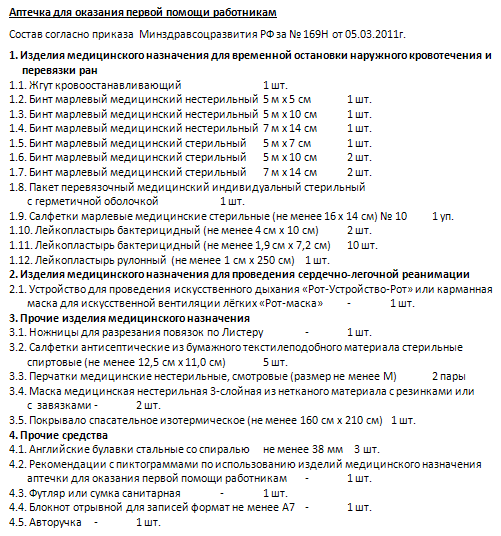 Аптечка для оказания первой помощи работникам
Состав согласно приказа Минздравсоцразвития РФ за № 169Н от 05.03.2011г.
1. Изделия медицинского назначения для временной остановки наружного кровотечения и
перевязки ран
1.1. Жгут кровоостанавливающий 1 шт.
1.2. Бинт марлевый медицинский нестерильный 5 м х 5 см 1 шт.
1.3. Бинт марлевый медицинский нестерильный 5 м х 10 см 1 шт.
1.4. Бинт марлевый медицинский нестерильный 7 м х 14 см 1 шт.
1.5. Бинт марлевый медицинский стерильный 5 м х 7 см 1 шт.
1.6. Бинт марлевый медицинский стерильный 5 м х 10 см 2 шт.
1.7. Бинт марлевый медицинский стерильный 7 м х 14 см 2 шт.
1.8. Пакет перевязочный медицинский индивидуальный стерильный
с герметичной оболочкой 1 шт.
1.9. Салфетки марлевые медицинские стерильные (не менее 16 х 14 см) № 10 1 уп.
1.10. Лейкопластырь бактерицидный (не менее 4 см х 10 см) 2 шт.
1.11. Лейкопластырь бактерицидный (не менее 1,9 см х 7,2 см) 10 шт.
1.12. Лейкопластырь рулонный (не менее 1 см х 250 см) 1 шт.
2. Изделия медицинского назначения для проведения сердечно-легочной реанимации
2.1. Устройство для проведения искусственного дыхания «Рот-Устройство-Рот» или карманная
маска для искусственной вентиляции лёгких «Рот-маска» - 1 шт.
3. Прочие изделия медицинского назначения
3.1. Ножницы для разрезания повязок по Листеру - 1 шт.
3.2. Салфетки антисептические из бумажного текстилеподобного материала стерильные
спиртовые (не менее 12,5 см х 11,0 см) 5 шт.
3.3. Перчатки медицинские нестерильные, смотровые (размер не менее М) 2 пары
3.4. Маска медицинская нестерильная 3-слойная из нетканого материала с резинками или
с завязками - 2 шт.
3.5. Покрывало спасательное изотермическое (не менее 160 см х 210 см) 1 шт.
4. Прочие средства
4.1. Английские булавки стальные со спиралью не менее 38 мм 3 шт.
4.2. Рекомендации с пиктограммами по использованию изделий медицинского назначения
аптечки для оказания первой помощи работникам - 1 шт.
4.3. Футляр или сумка санитарная - 1 шт.
4.4. Блокнот отрывной для записей формат не менее А7 - 1 шт.
4.5. Авторучка - 1 шт.